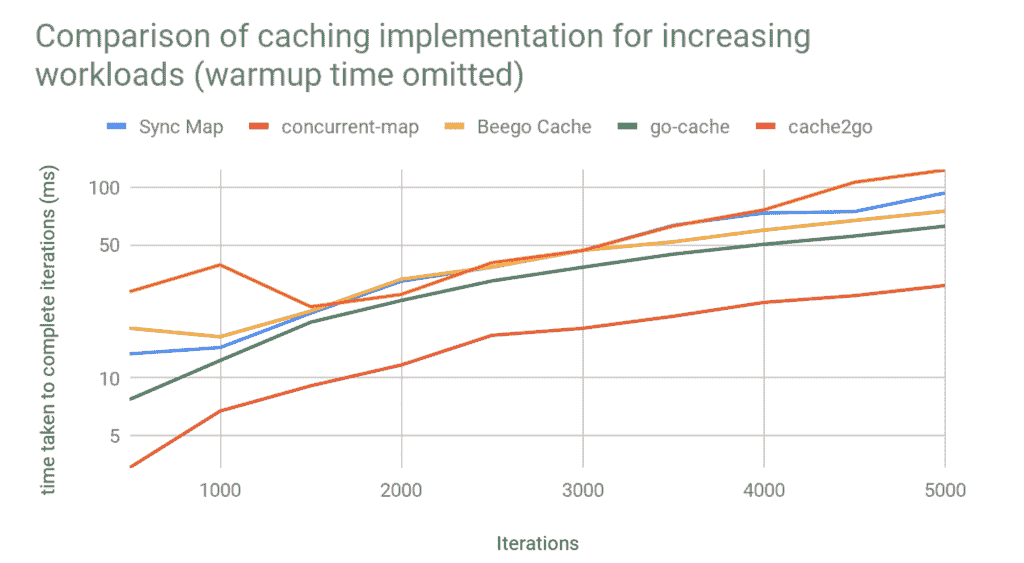 Comparison of caching implementation for increasing
workloads (warmup time omitted)
Sync Map concurrent-map Beego Cache go-cache cache2go
time taken to complete iterations (ms)
100
50
10
5
1000 2000 3000 4000 5000
Iterations